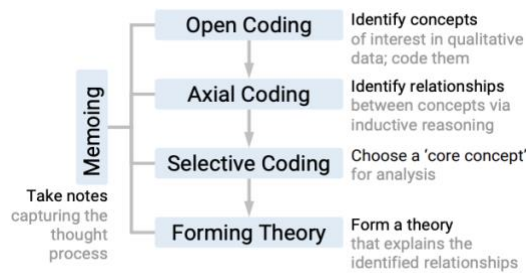 Open Coding
Identify concepts
of interest in qualitative
data; code them
Axial Coding
Identify relationships
between concepts via
inductive reasoning
Memoing
Take notes
capturing the
thought
process
Selective Coding
Choose a 'core concept'
for analysis
Forming Theory
Form a theory
that explains the
identified relationships